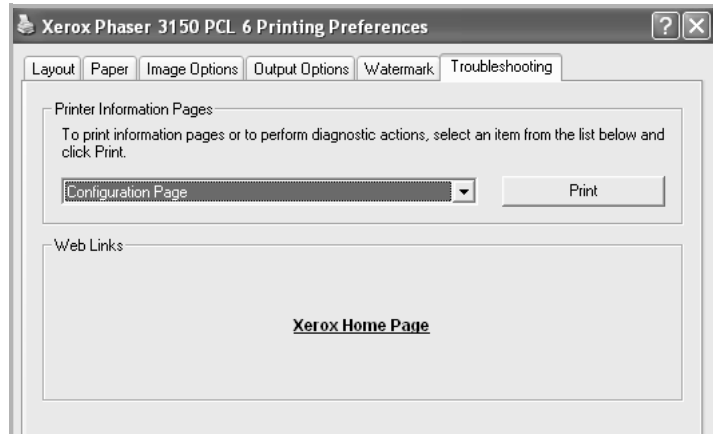 Xerox Phaser 3150 PCL 6 Printing Preferences
Layout Paper Image Options Output Options Watermark Troubleshooting
Printer Information Pages
To print information pages or to perform diagnostic actions, select an item from the list below and
click Print.
Configuration Page Print
Web Links
Xerox Home Page